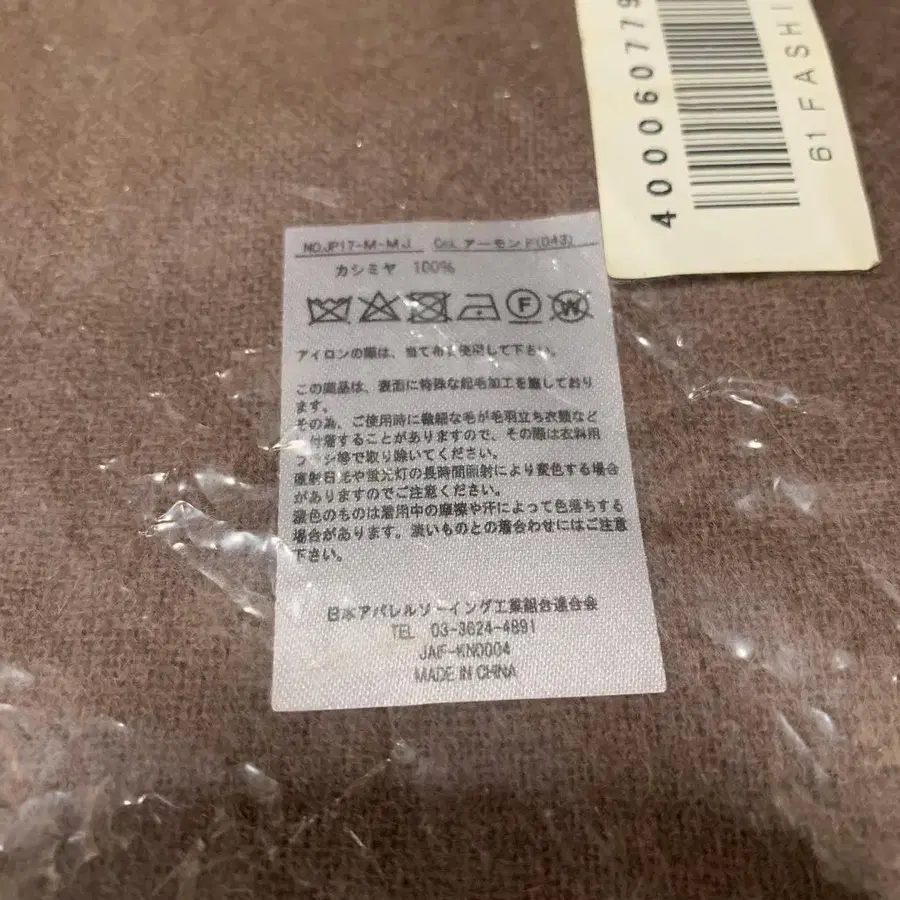 400060779
61 FASHI
NO.JP17-M-MJ COL アーモンド(043)
カシミヤ 100%
F
W
アイロンの際は、当て布 使用して下さい。
この商品は、表面に特殊な起毛加工を施しており
ます。
その為、ご使用時に繊細な毛が毛羽立ち衣類など
付着することがありますので、その際は衣料用
ブラシ等で取り除いてください。
直射日光や蛍光灯の長時間照射により変色する場合
がありますのでご注意ください。
濃色のものは着用中の摩擦や汗によって色落ちする
場合があります。淡いものとの着合わせにはご注意
下さい。
日本アパレルソーイング工業組合連合会
TEL 03-3624-4891
JAIF-KN0004
MADE IN CHINA